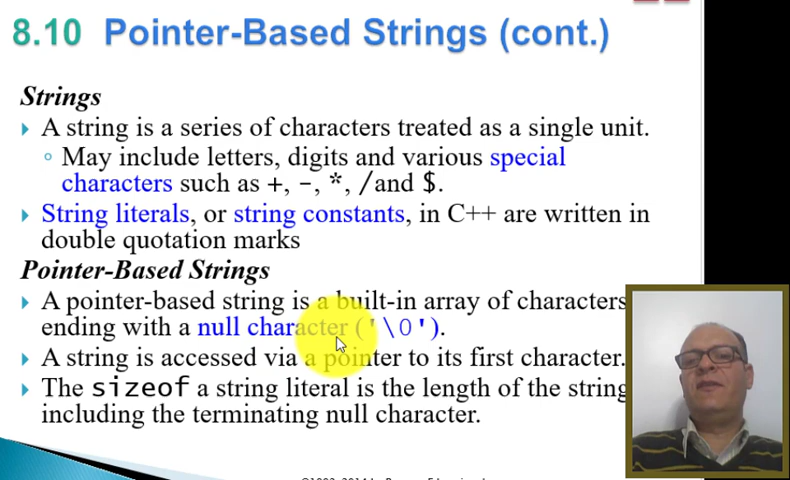 8.10 Pointer-Based Strings (cont.)
Strings
A string is a series of characters treated as a single unit.
May include letters, digits and various special
characters such as +, -, *, /and $.
String literals, or string constants, in C++ are written in
double quotation marks
Pointer-Based Strings
A pointer-based string is a built-in array of characters
ending with a null character ('\0').
A string is accessed via a pointer to its first character.
The sizeof a string literal is the length of the string
including the terminating null character.